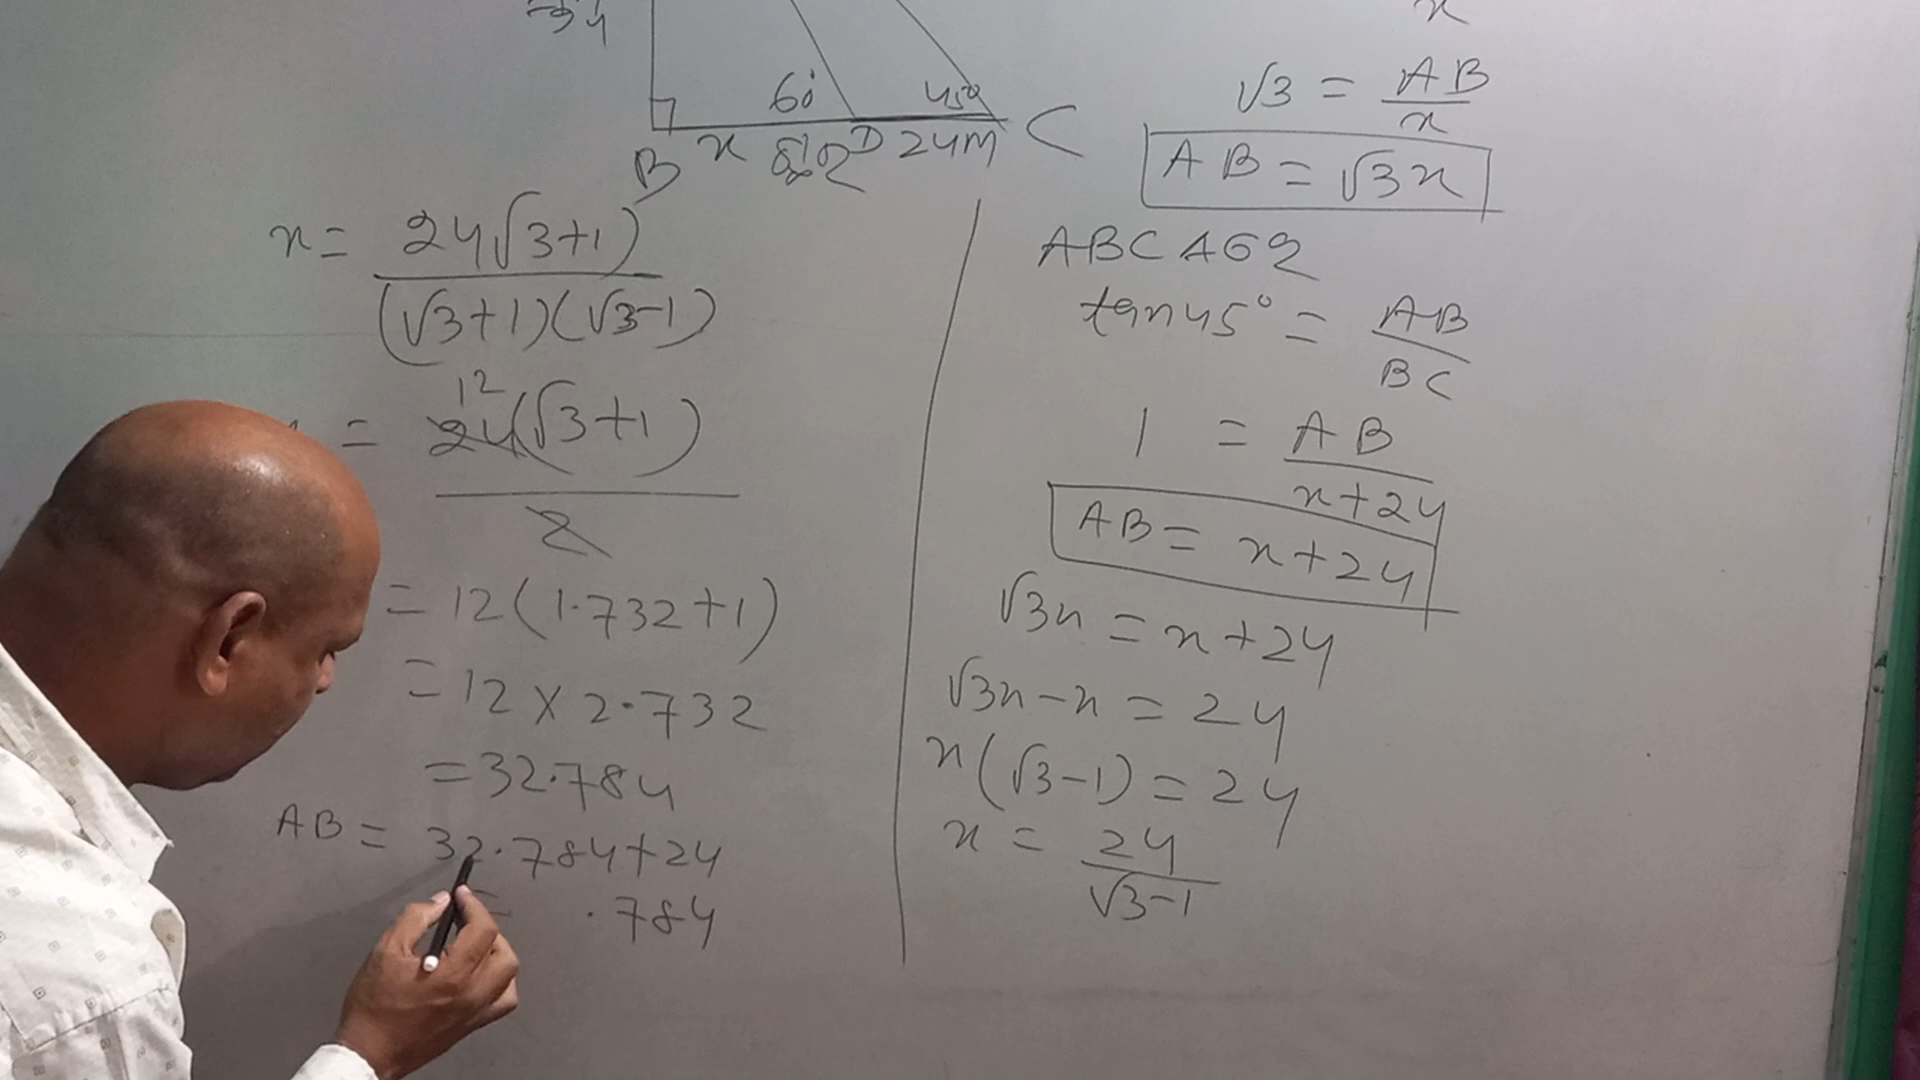 60° 45°
B x D 24M C
x = 24√3+1)
(√3+1)(√3-1)
= 24(√3+1)
12
2
= 12(1.732+1)
= 12 X 2.732
= 32.784
AB = 32.784+24
= .784
x
√3 = AB
x
AB = √3x
tan45° = AB
BC
1 = AB
x+24
AB = x+24
√3x = x+24
√3x-x = 24
x(√3-1) = 24
x = 24
√3-1